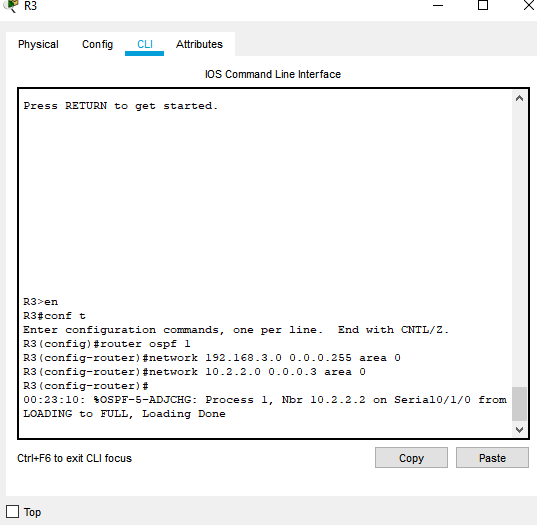 R3
Physical Config CLI Attributes
IOS Command Line Interface
Press RETURN to get started.
R3>en
R3#conf t
Enter configuration commands, one per line.  End with CNTL/Z.
R3(config)#router ospf 1
R3(config-router)#network 192.168.3.0 0.0.0.255 area 0
R3(config-router)#network 10.2.2.0 0.0.0.3 area 0
R3(config-router)#
00:23:10: %OSPF-5-ADJCHG: Process 1, Nbr 10.2.2.2 on Serial0/1/0 from
LOADING to FULL, Loading Done
Ctrl+F6 to exit CLI focus Copy Paste
Top